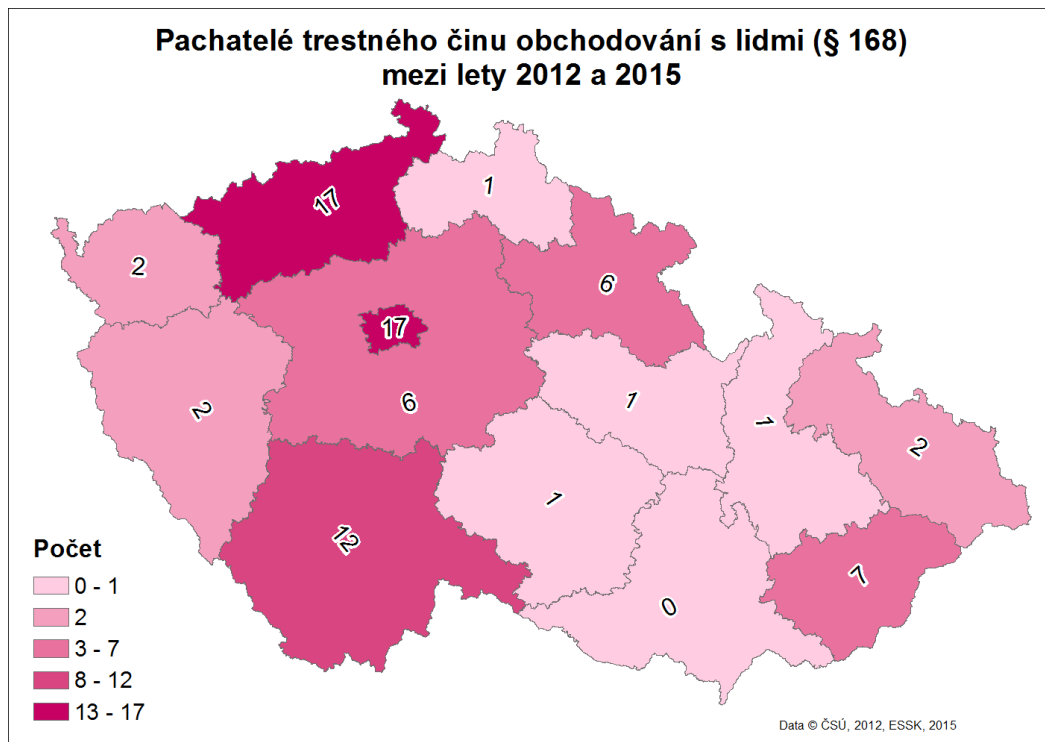 Pachatelé trestného činu obchodování s lidmi (§ 168)
mezi lety 2012 a 2015
1
17
2
6
17
2
6
1
1
2
1
12
7
0
Počet
0 - 1
2
3 - 7
8 - 12
13 - 17
Data © ČSÚ, 2012, ESSK, 2015